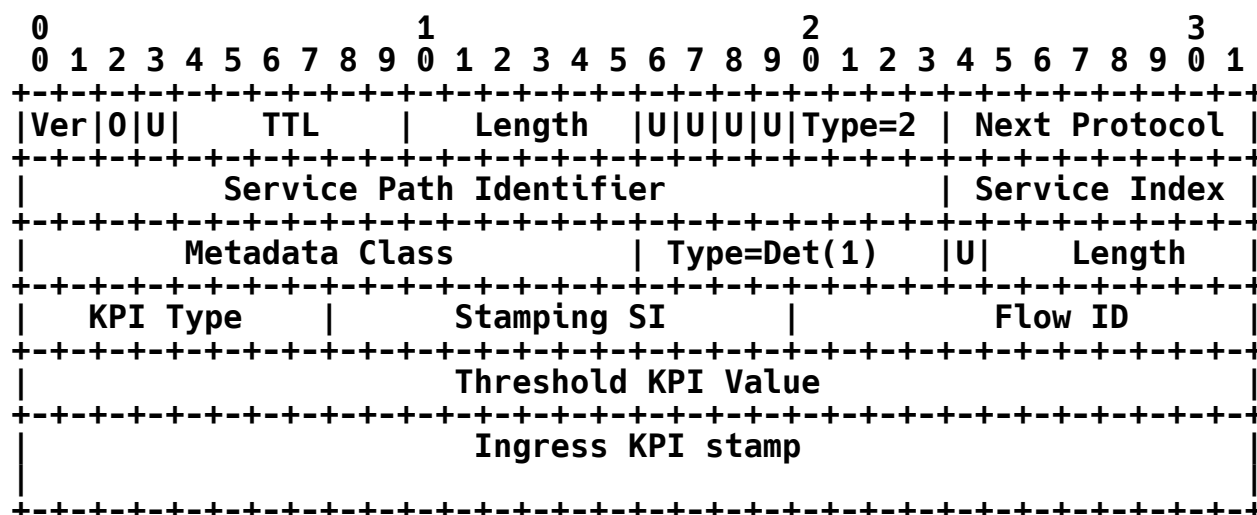 0                   1                   2                   3
 0 1 2 3 4 5 6 7 8 9 0 1 2 3 4 5 6 7 8 9 0 1 2 3 4 5 6 7 8 9 0 1
+-+-+-+-+-+-+-+-+-+-+-+-+-+-+-+-+-+-+-+-+-+-+-+-+-+-+-+-+-+-+-+-+
|Ver|O|U|    TTL    |   Length  |U|U|U|U|Type=2 | Next Protocol |
+-+-+-+-+-+-+-+-+-+-+-+-+-+-+-+-+-+-+-+-+-+-+-+-+-+-+-+-+-+-+-+-+
|          Service Path Identifier              | Service Index |
+-+-+-+-+-+-+-+-+-+-+-+-+-+-+-+-+-+-+-+-+-+-+-+-+-+-+-+-+-+-+-+-+
|        Metadata Class         | Type=Det(1)   |U|    Length   |
+-+-+-+-+-+-+-+-+-+-+-+-+-+-+-+-+-+-+-+-+-+-+-+-+-+-+-+-+-+-+-+-+
|   KPI Type    |      Stamping SI      |          Flow ID      |
+-+-+-+-+-+-+-+-+-+-+-+-+-+-+-+-+-+-+-+-+-+-+-+-+-+-+-+-+-+-+-+-+
|                      Threshold KPI Value                      |
+-+-+-+-+-+-+-+-+-+-+-+-+-+-+-+-+-+-+-+-+-+-+-+-+-+-+-+-+-+-+-+-+
|                       Ingress KPI stamp                       |
|                                                               |
+-+-+-+-+-+-+-+-+-+-+-+-+-+-+-+-+-+-+-+-+-+-+-+-+-+-+-+-+-+-+-+-+